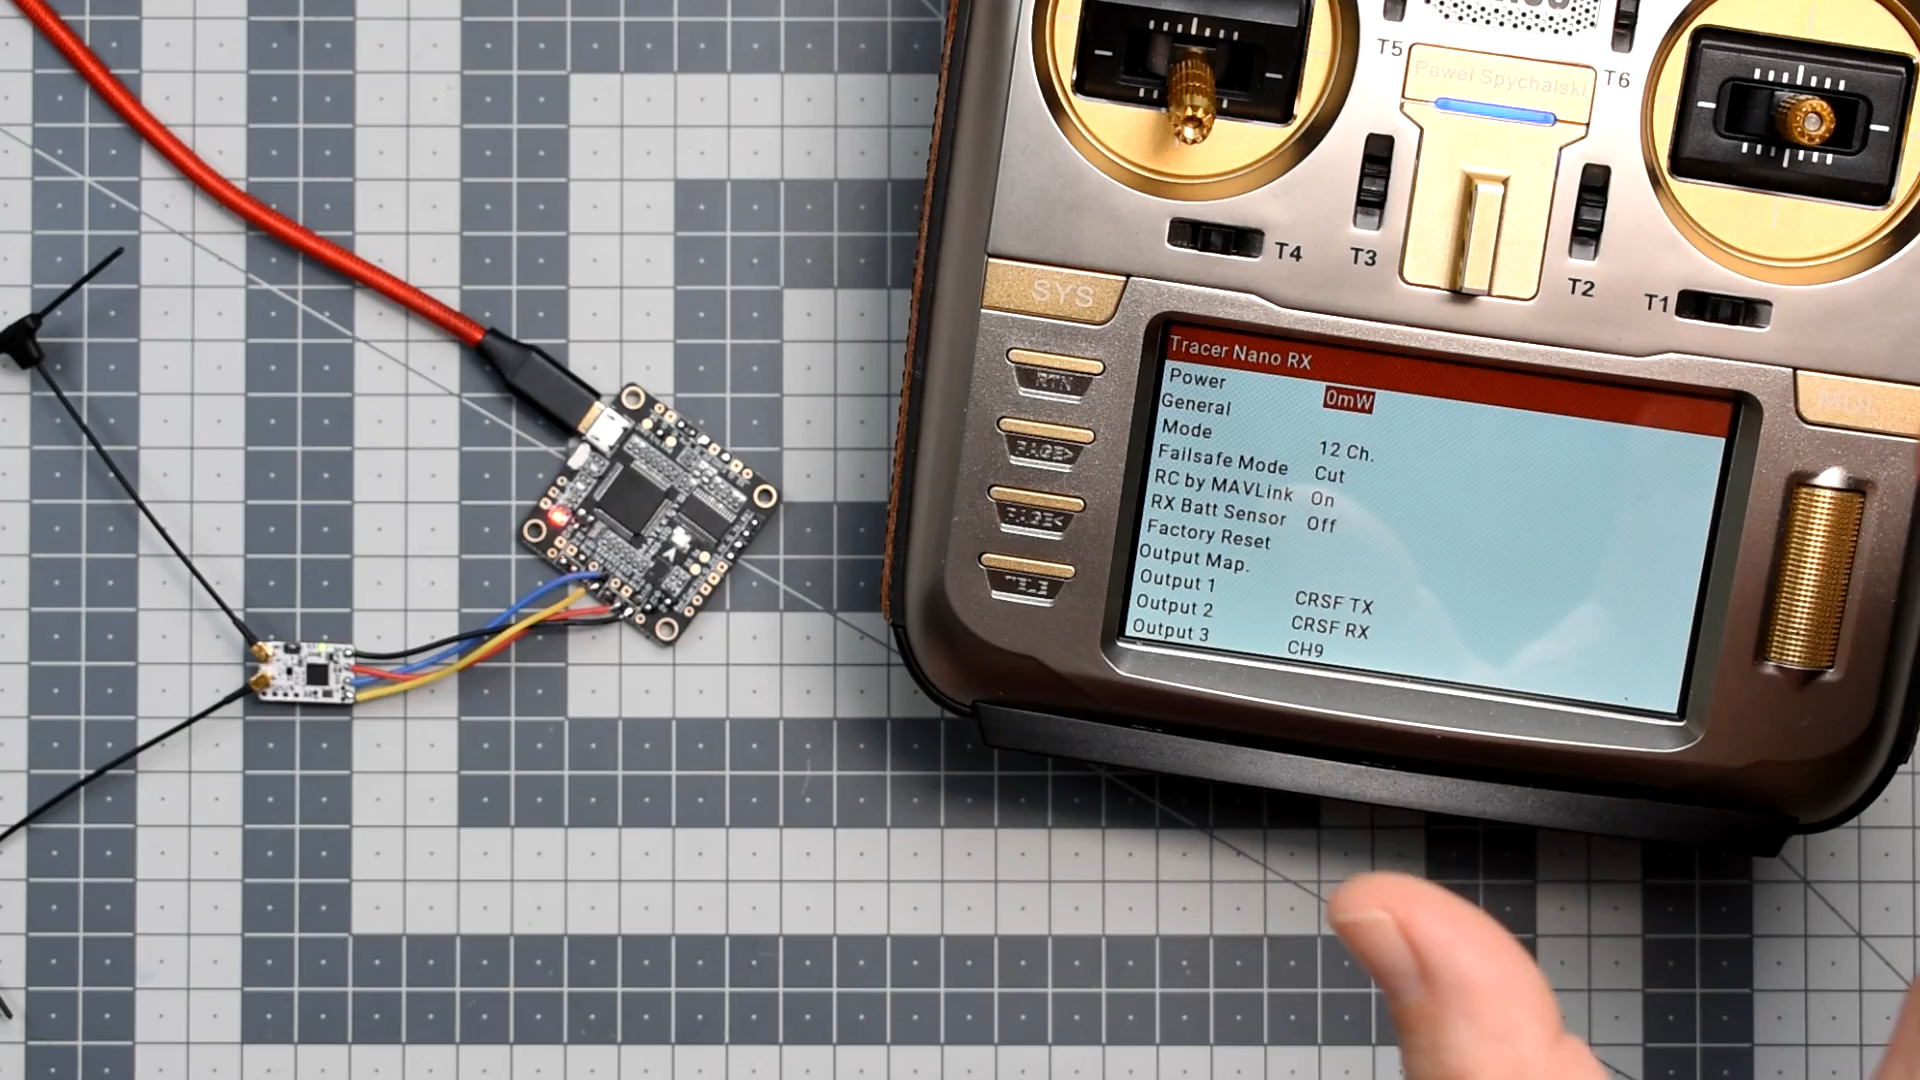 T5
Pawel Spychalski
T6
T4
T3
T2
T1
SYS
MDL
RTN
PAGE>
PAGE<
TELE
Tracer Nano RX
Power 0mW
General
Mode 12 Ch.
Failsafe Mode Cut
RC by MAVLink On
RX Batt Sensor Off
Factory Reset
Output Map.
Output 1 CRSF TX
Output 2 CRSF RX
Output 3 CH9